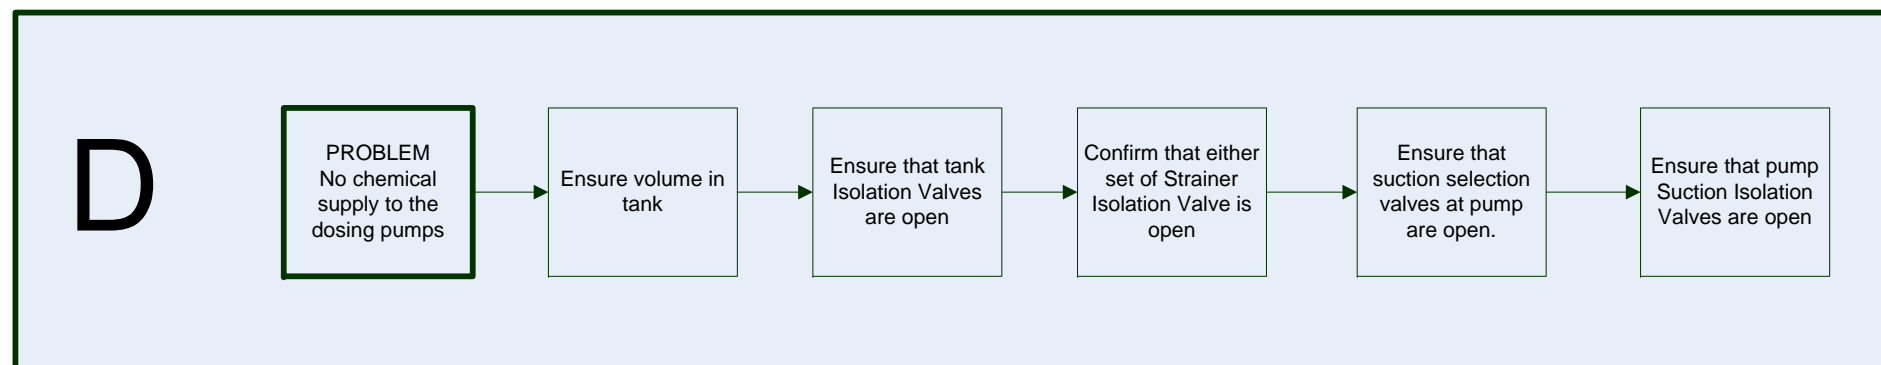 D
PROBLEM
No chemical
supply to the
dosing pumps
Ensure volume in
tank
Ensure that tank
Isolation Valves
are open
Confirm that either
set of Strainer
Isolation Valve is
open
Ensure that
suction selection
valves at pump
are open.
Ensure that pump
Suction Isolation
Valves are open